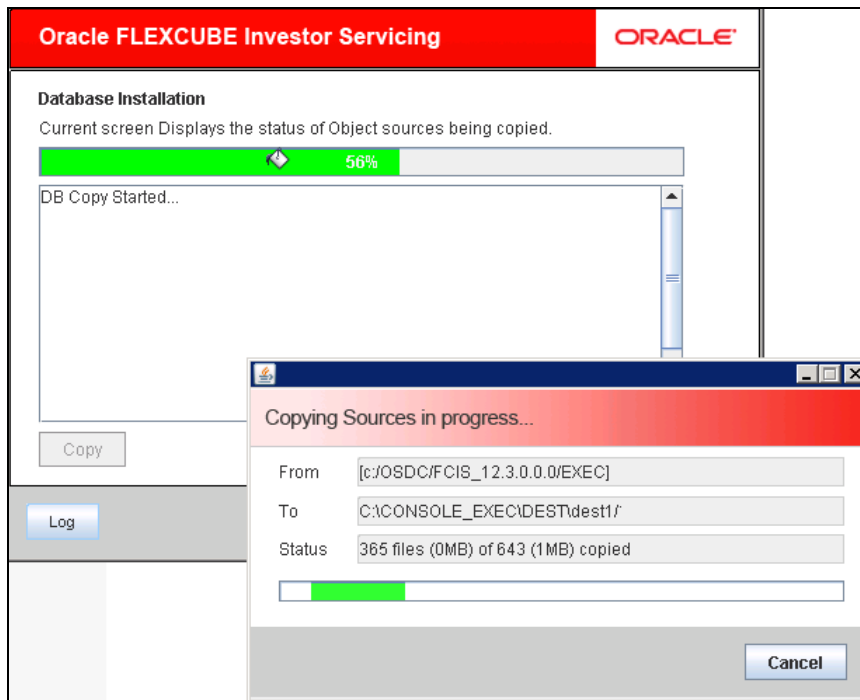 Oracle FLEXCUBE Investor Servicing
ORACLE
Database Installation
Current screen Displays the status of Object sources being copied.
56%
DB Copy Started...
Copy
Log
Copying Sources in progress...
From [c:/OSDC/FCIS_12.3.0.0.0/EXEC]
To C:\CONSOLE_EXEC\DEST\dest1/
Status 365 files (0MB) of 643 (1MB) copied
Cancel